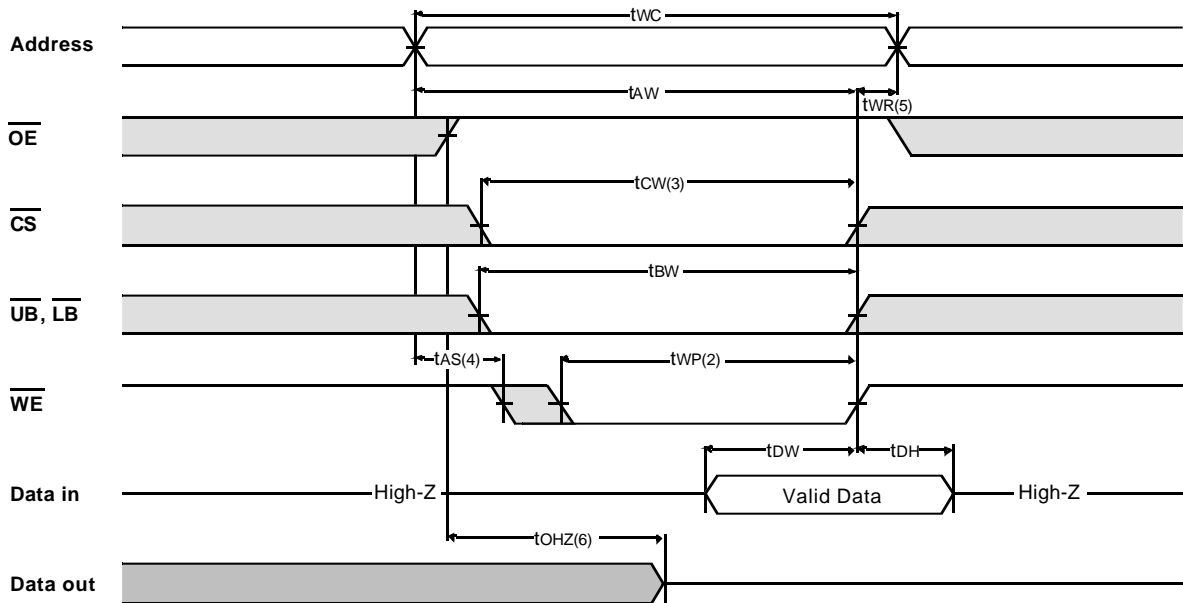 tWC
Address
tAW
tWR(5)
OE
tCW(3)
CS
tBW
UB, LB
tAS(4)
tWP(2)
WE
tDW
tDH
Data in
High-Z
Valid Data
High-Z
tOHZ(6)
Data out